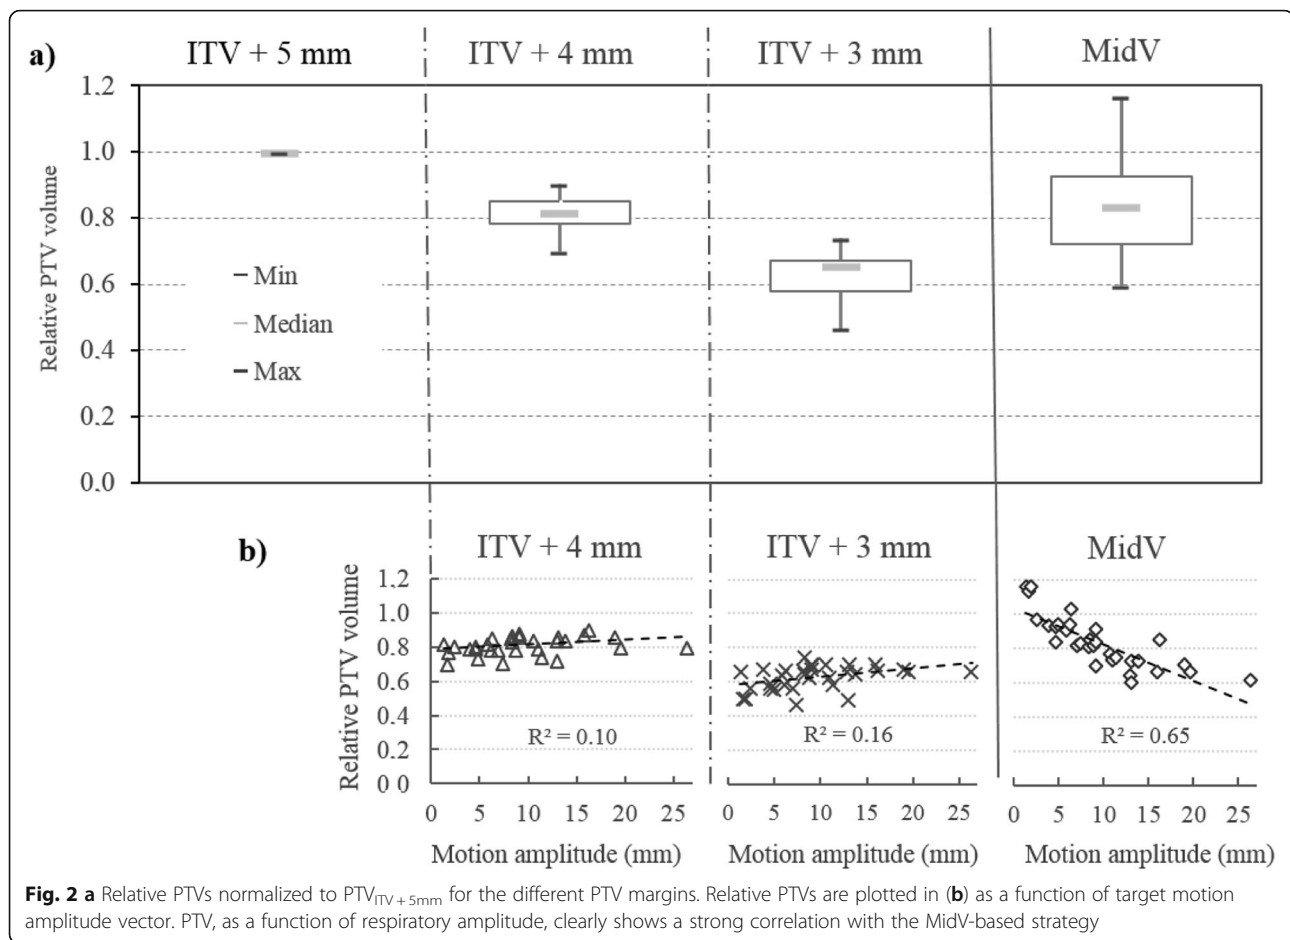 a)
ITV + 5 mm
ITV + 4 mm
ITV + 3 mm
MidV
Relative PTV volume
1.2
1.0
0.8
0.6
0.4
0.2
0.0
Min
Median
Max
b)
ITV + 4 mm
ITV + 3 mm
MidV
Relative PTV volume
1.2
1.0
0.8
0.6
0.4
0.2
0 0
R² = 0.10
R² = 0.16
R² = 0.65
0 5 10 15 20 25
0 5 10 15 20 25
0 5 10 15 20 25
Motion amplitude (mm)
Motion amplitude (mm)
Motion amplitude (mm)
Fig. 2 a Relative PTVs normalized to PTV_ITV + 5mm for the different PTV margins. Relative PTVs are plotted in (b) as a function of target motion
amplitude vector. PTV, as a function of respiratory amplitude, clearly shows a strong correlation with the MidV-based strategy